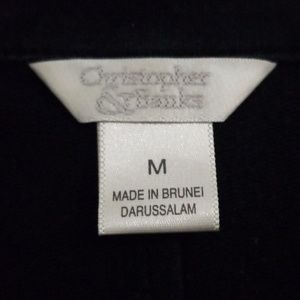 Christopher
& Banks
M
MADE IN BRUNEI
DARUSSALAM